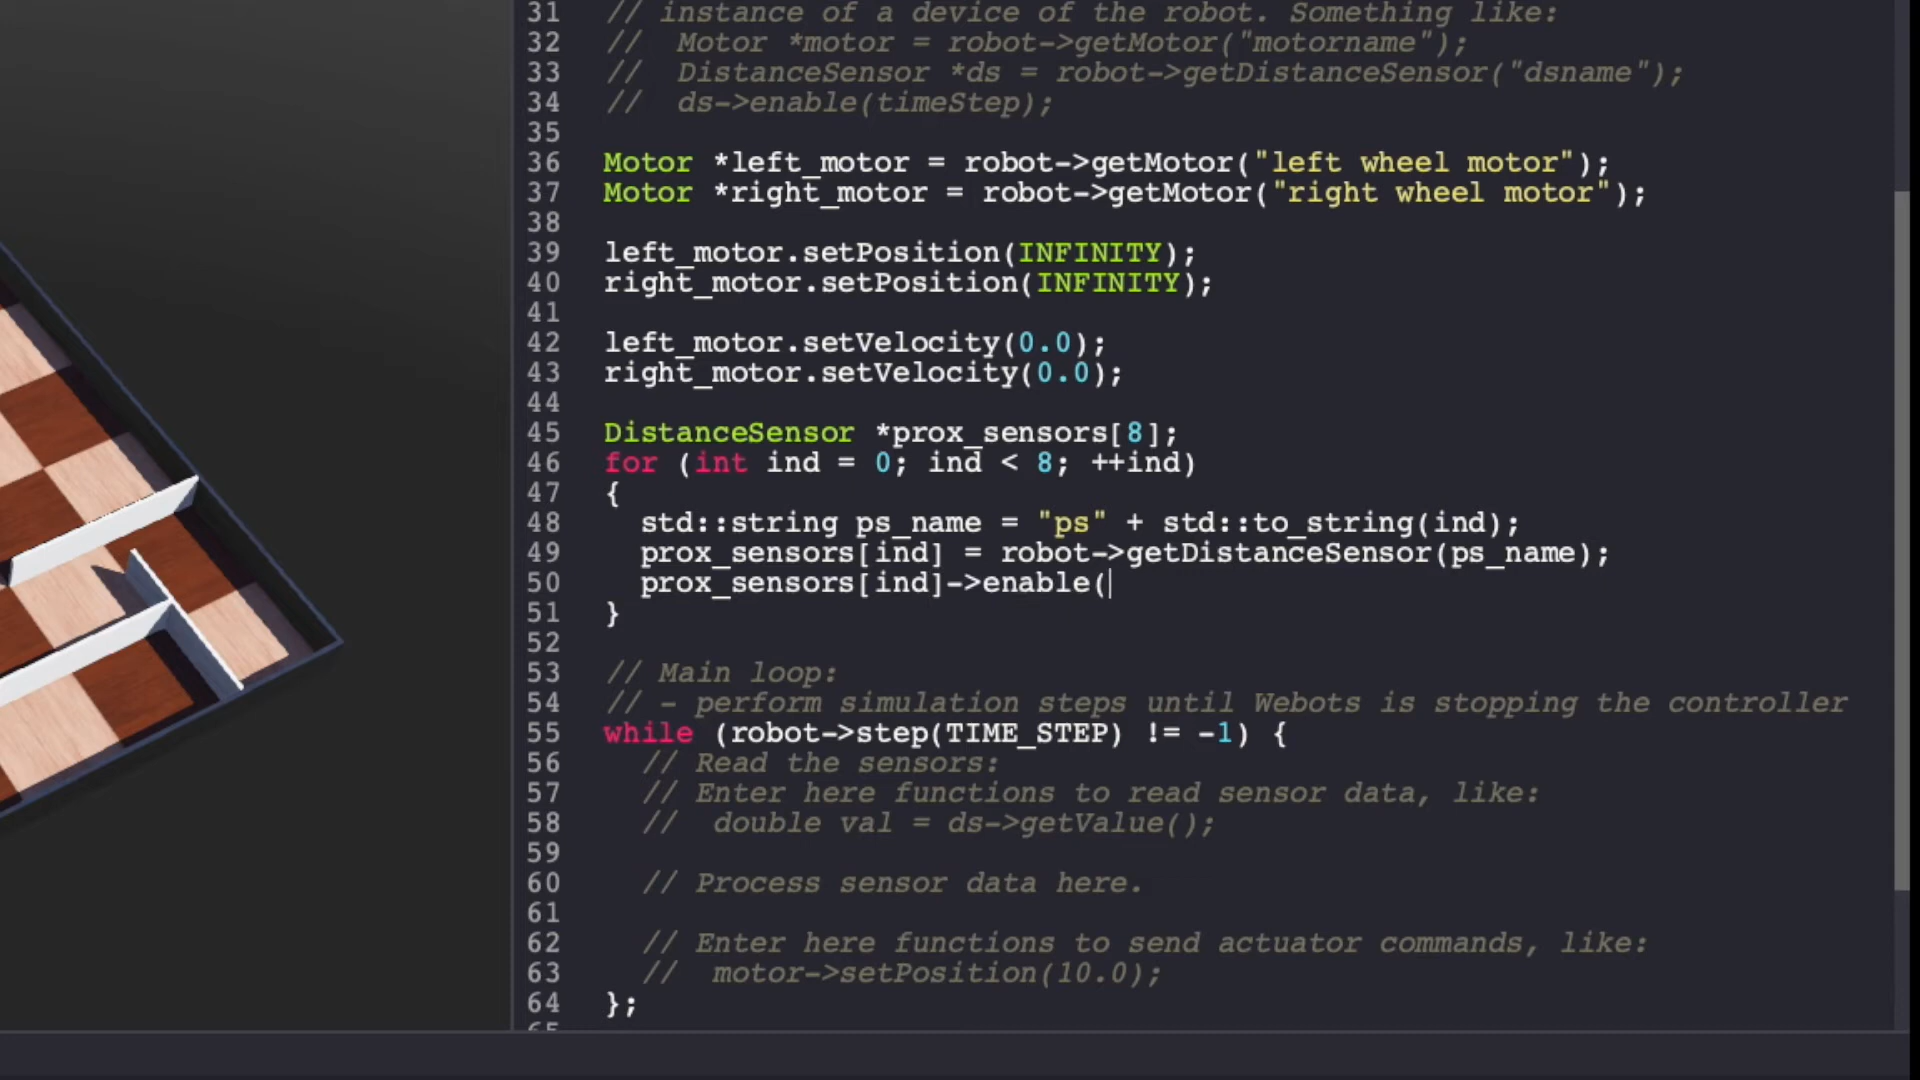 31 // instance of a device of the robot. Something like:
32 //  Motor *motor = robot->getMotor("motorname");
33 //  DistanceSensor *ds = robot->getDistanceSensor("dsname");
34 //  ds->enable(timeStep);
35
36 Motor *left_motor = robot->getMotor("left wheel motor");
37 Motor *right_motor = robot->getMotor("right wheel motor");
38
39 left_motor.setPosition(INFINITY);
40 right_motor.setPosition(INFINITY);
41
42 left_motor.setVelocity(0.0);
43 right_motor.setVelocity(0.0);
44
45 DistanceSensor *prox_sensors[8];
46 for (int ind = 0; ind < 8; ++ind)
47 {
48   std::string ps_name = "ps" + std::to_string(ind);
49   prox_sensors[ind] = robot->getDistanceSensor(ps_name);
50   prox_sensors[ind]->enable(
51 }
52
53 // Main loop:
54 // - perform simulation steps until Webots is stopping the controller
55 while (robot->step(TIME_STEP) != -1) {
56   // Read the sensors:
57   // Enter here functions to read sensor data, like:
58   //  double val = ds->getValue();
59
60   // Process sensor data here.
61
62   // Enter here functions to send actuator commands, like:
63   //  motor->setPosition(10.0);
64 };
65